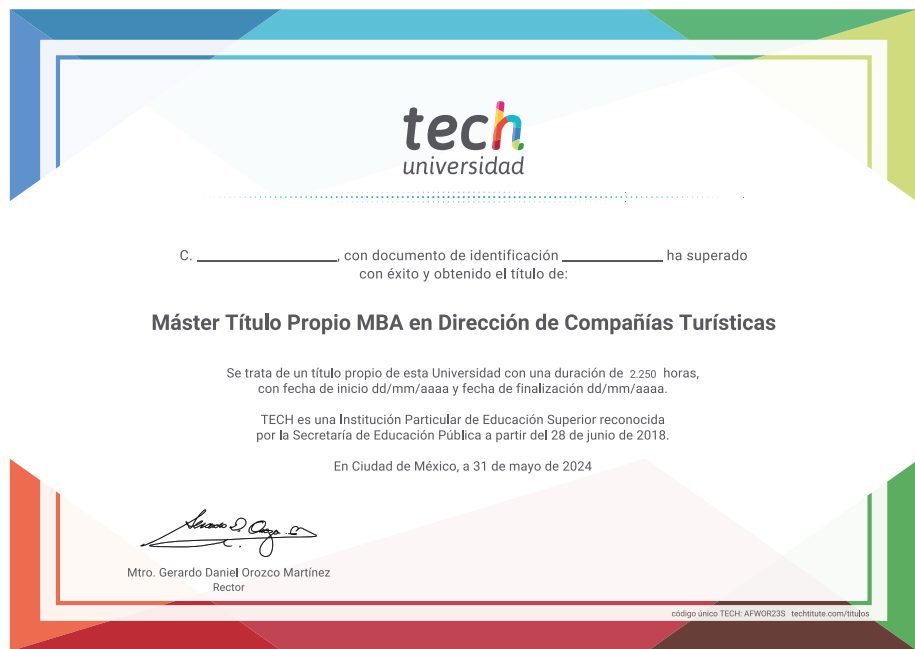 tech
universidad
C. __________________, con documento de identificación _____________ ha superado
con éxito y obtenido el título de:
Máster Título Propio MBA en Dirección de Compañías Turísticas
Se trata de un título propio de esta Universidad con una duración de 2.250 horas,
con fecha de inicio dd/mm/aaaa y fecha de finalización dd/mm/aaaa.
TECH es una Institución Particular de Educación Superior reconocida
por la Secretaría de Educación Pública a partir del 28 de junio de 2018.
En Ciudad de México, a 31 de mayo de 2024
Mtro. Gerardo Daniel Orozco Martínez
Rector
código único TECH: AFWOR23S techtitute.com/titulos